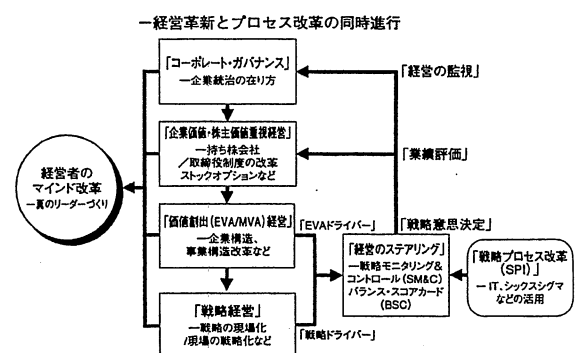 ―経営革新とプロセス改革の同時進行
「コーポレート・ガバナンス」
―企業統治の在り方
「経営の監視」
「企業価値・株主価値重視経営」
―持ち株会社
／取締役制度の改革
ストックオプションなど
「業績評価」
経営者の
マインド改革
―真のリーダーづくり
「価値創出(EVA/MVA)経営」
―企業構造、
事業構造改革など
「EVAドライバー」
「戦略意思決定」
「経営のステアリング」
―戦略モニタリング&
コントロール(SM&C)
バランス・スコアカード
(BSC)
「戦略プロセス改革
(SPI)」
―IT、シックスシグマ
などの活用
「戦略経営」
―戦略の現場化
/現場の戦略化など
「戦略ドライバー」